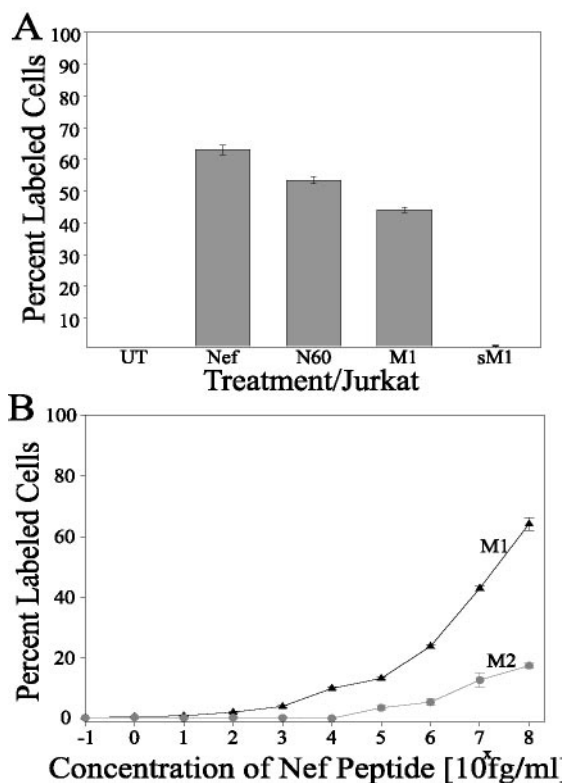 A
Percent Labeled Cells
100
90
80
70
60
50
40
30
20
10
UT Nef N60 M1 sM1
Treatment/Jurkat
B
Percent Labeled Cells
100
80
60
40
20
0
M1
M2
-1 0 1 2 3 4 5 6 7 8
Concentration of Nef Peptide [10xfg/ml]